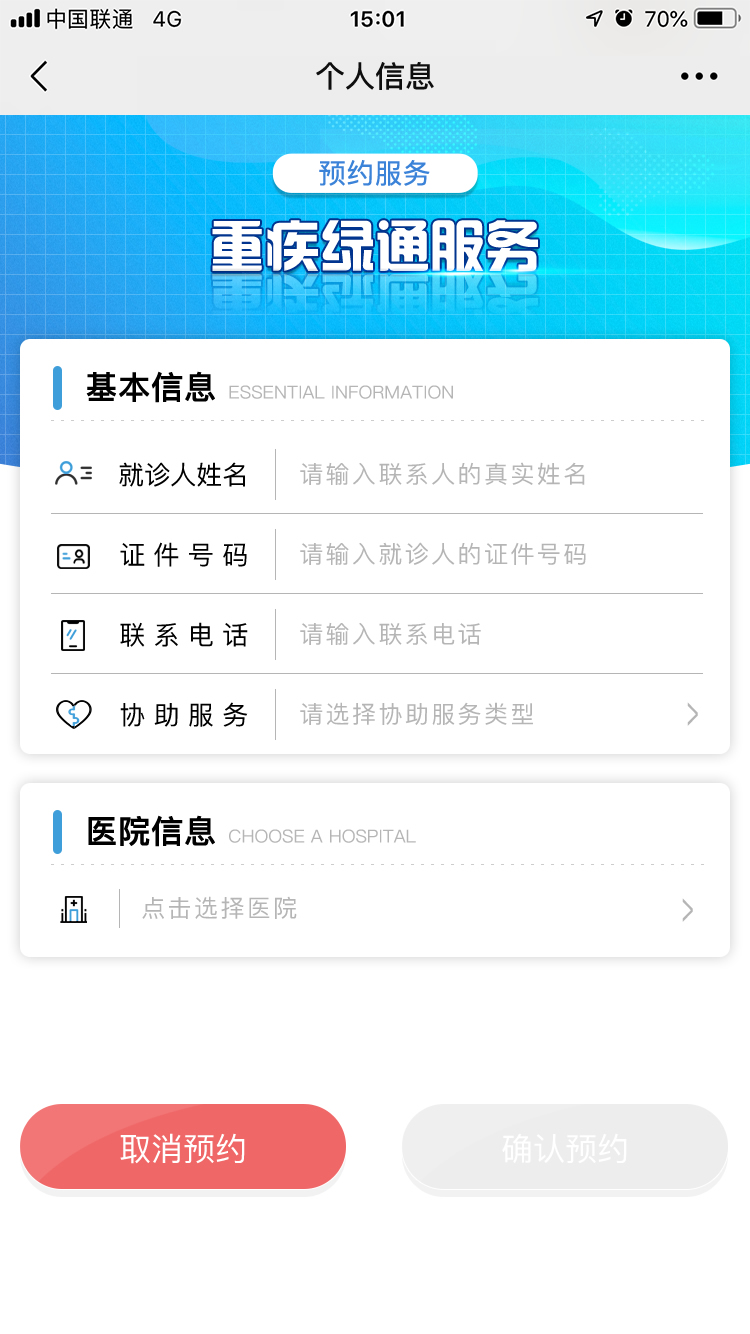 中国联通 4G 15:01 70%
个人信息
预约服务
重疾绿通服务
基本信息 ESSENTIAL INFORMATION
就诊人姓名 请输入联系人的真实姓名
证件号码 请输入就诊人的证件号码
联系电话 请输入联系电话
协助服务 请选择协助服务类型
医院信息 CHOOSE A HOSPITAL
点击选择医院
取消预约 确认预约